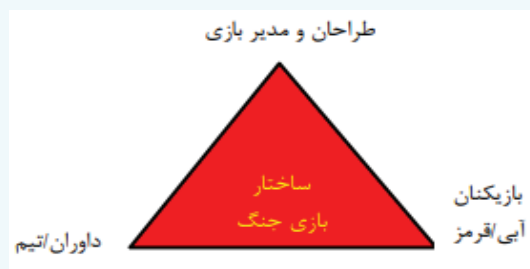 طراحان و مدیر بازی
ساختار
بازی جنگ
بازیکنان
آبی/قرمز
داوران/تیم